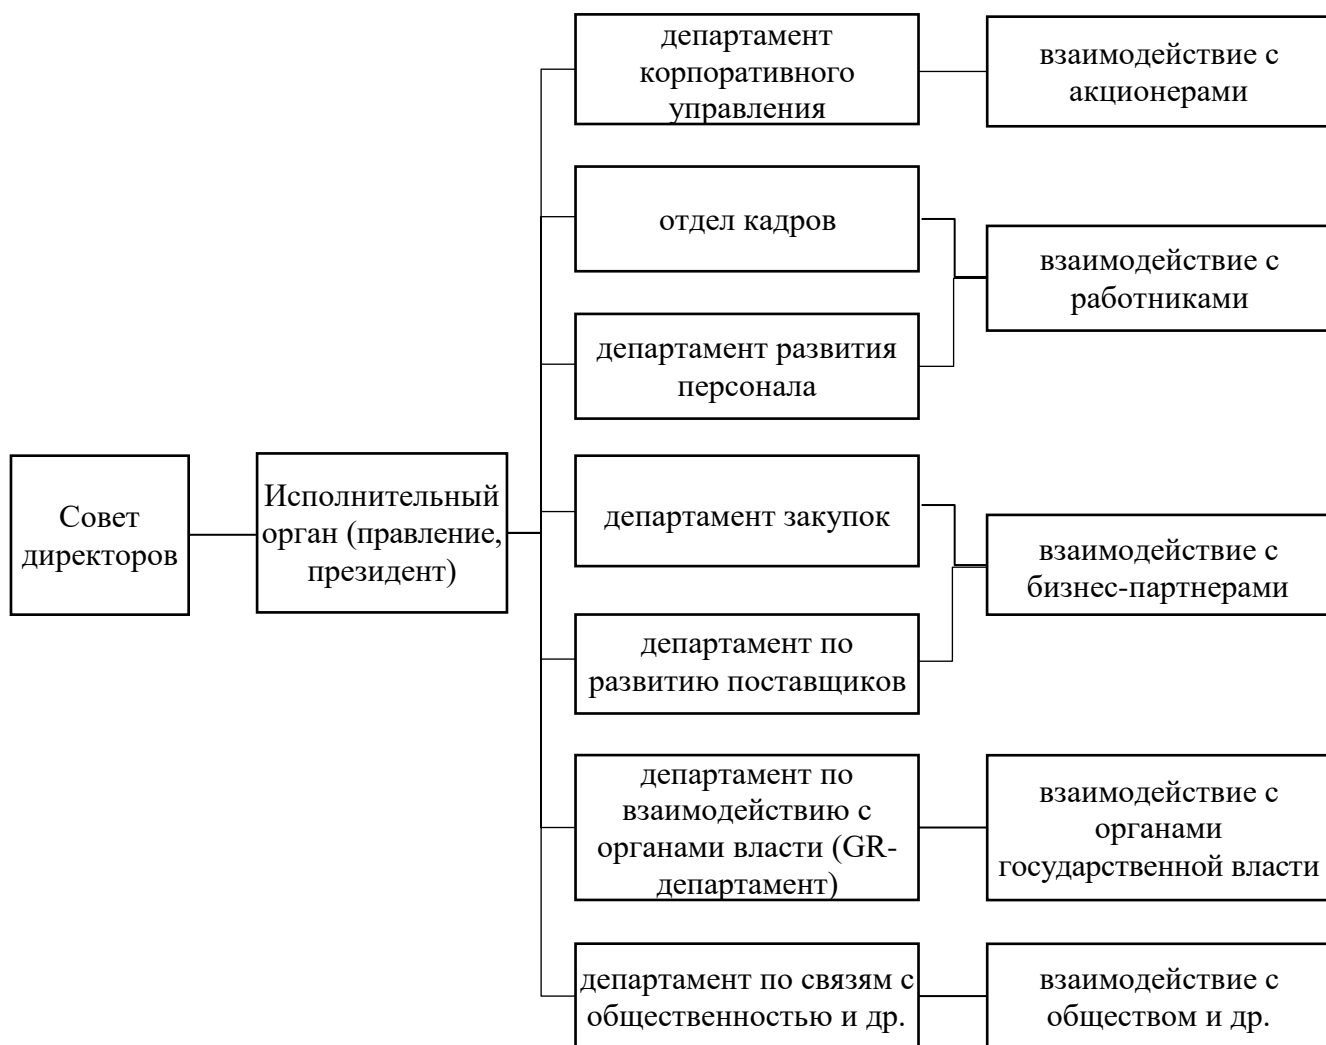 департамент
корпоративного
управления
взаимодействие с
акционерами
отдел кадров
взаимодействие с
работниками
департамент развития
персонала
Совет
директоров
Исполнительный
орган (правление,
президент)
департамент закупок
взаимодействие с
бизнес-партнерами
департамент по
развитию поставщиков
департамент по
взаимодействию с
органами власти (GR-
департамент)
взаимодействие с
органами
государственной власти
департамент по связям с
общественностью и др.
взаимодействие с
обществом и др.